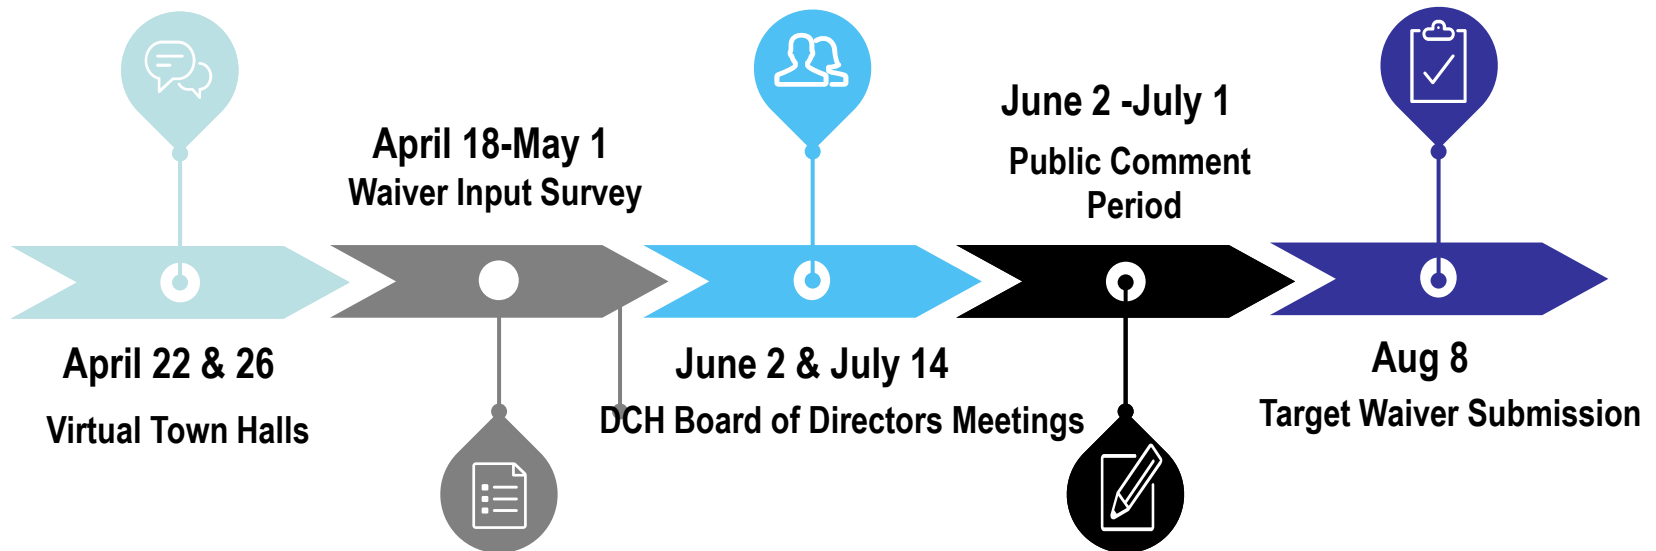 April 22 & 26
Virtual Town Halls
April 18-May 1
Waiver Input Survey
June 2 & July 14
DCH Board of Directors Meetings
June 2 -July 1
Public Comment
Period
Aug 8
Target Waiver Submission